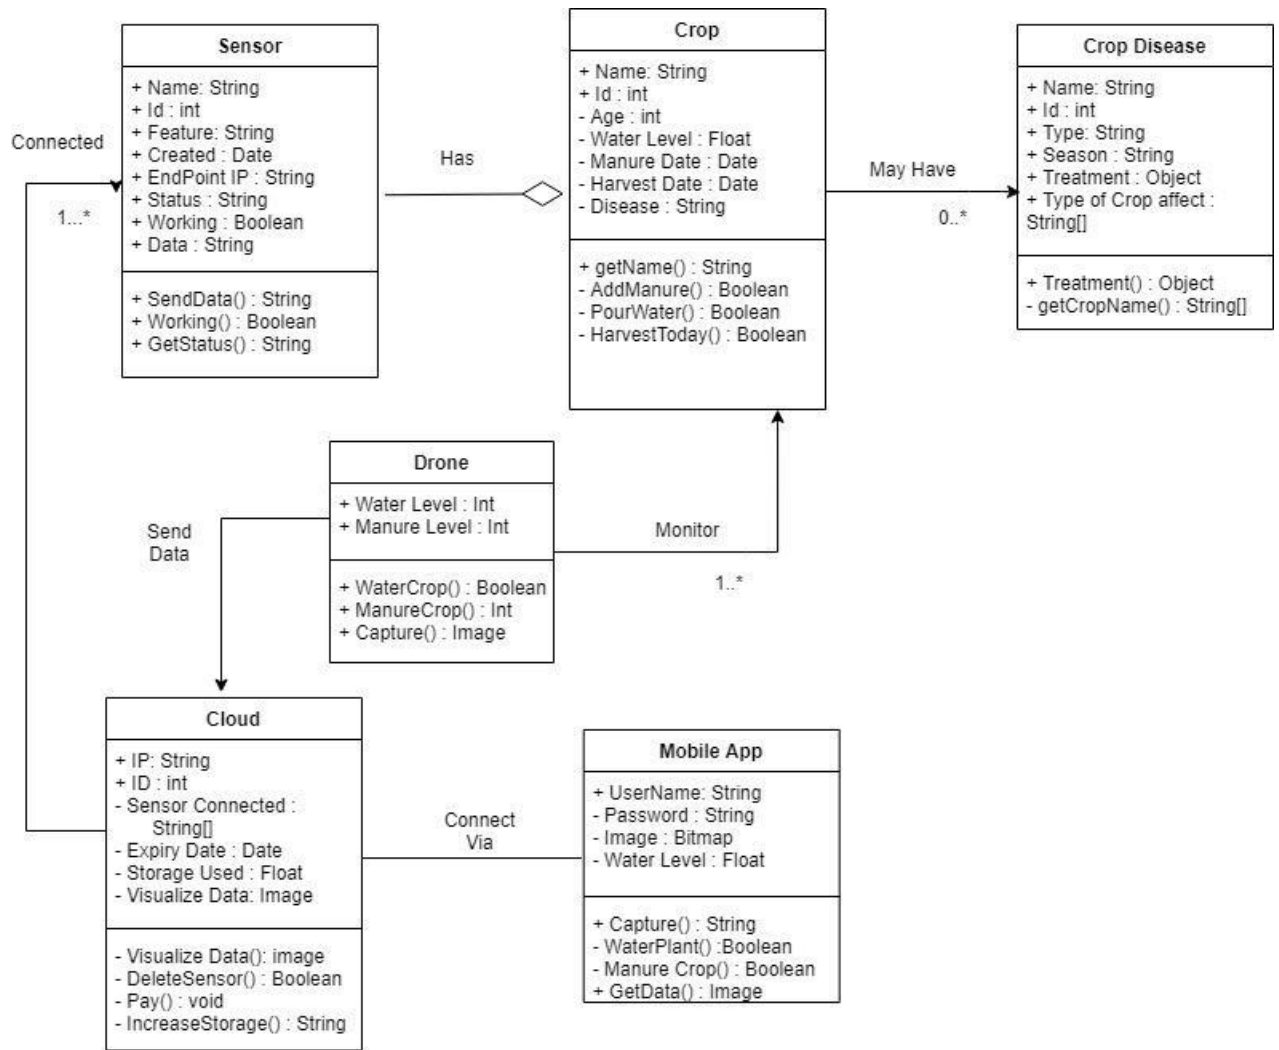 Sensor
+ Name: String
+ Id : int
+ Feature: String
+ Created : Date
+ EndPoint IP : String
+ Status : String
+ Working : Boolean
+ Data : String
+ SendData() : String
+ Working() : Boolean
+ GetStatus() : String
Connected
1...*
Has
Crop
+ Name: String
+ Id : int
- Age : int
- Water Level : Float
- Manure Date : Date
- Harvest Date : Date
- Disease : String
+ getName() : String
- AddManure() : Boolean
- PourWater() : Boolean
- HarvestToday() : Boolean
May Have
0..*
Crop Disease
+ Name: String
+ Id : int
+ Type: String
+ Season : String
+ Treatment : Object
+ Type of Crop affect :
String[]
+ Treatment() : Object
- getCropName() : String[]
Drone
+ Water Level : Int
+ Manure Level : Int
+ WaterCrop() : Boolean
+ ManureCrop() : Int
+ Capture() : Image
Send
Data
Monitor
1..*
Cloud
+ IP: String
+ ID : int
- Sensor Connected :
String[]
- Expiry Date : Date
- Storage Used : Float
- Visualize Data: Image
- Visualize Data(): image
- DeleteSensor() : Boolean
- Pay() : void
- IncreaseStorage() : String
Connect
Via
Mobile App
+ UserName: String
- Password : String
- Image : Bitmap
- Water Level : Float
+ Capture() : String
- WaterPlant() :Boolean
- Manure Crop() : Boolean
+ GetData() : Image